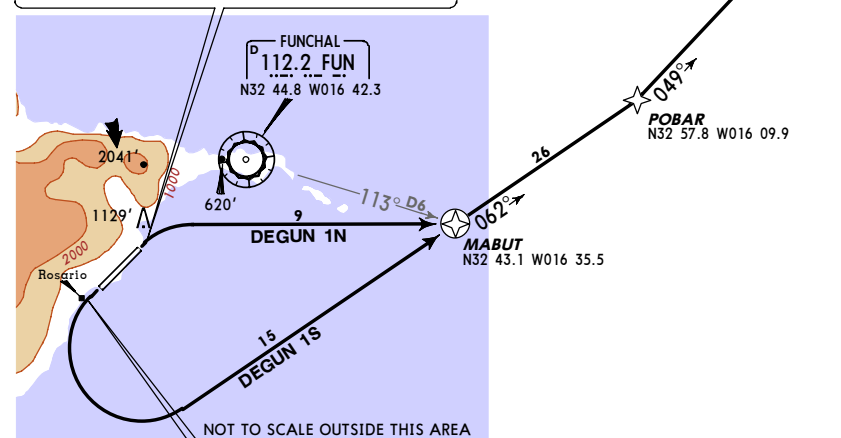 FUNCHAL
D
112.2 FUN
N32 44.8 W016 42.3
049°
POBAR
N32 57.8 W016 09.9
26
2041'
1000
620'
113° D6
062°
1129'
9
DEGUN 1N
MABUT
N32 43.1 W016 35.5
2000
Rosário
15
DEGUN 1S
NOT TO SCALE OUTSIDE THIS AREA